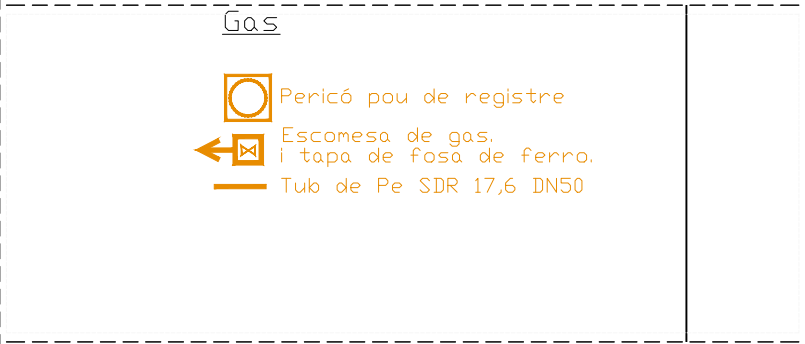 Gas
Pericó pou de registre
Escomesa de gas.
i tapa de fosa de ferro.
Tub de Pe SDR 17,6 DN50